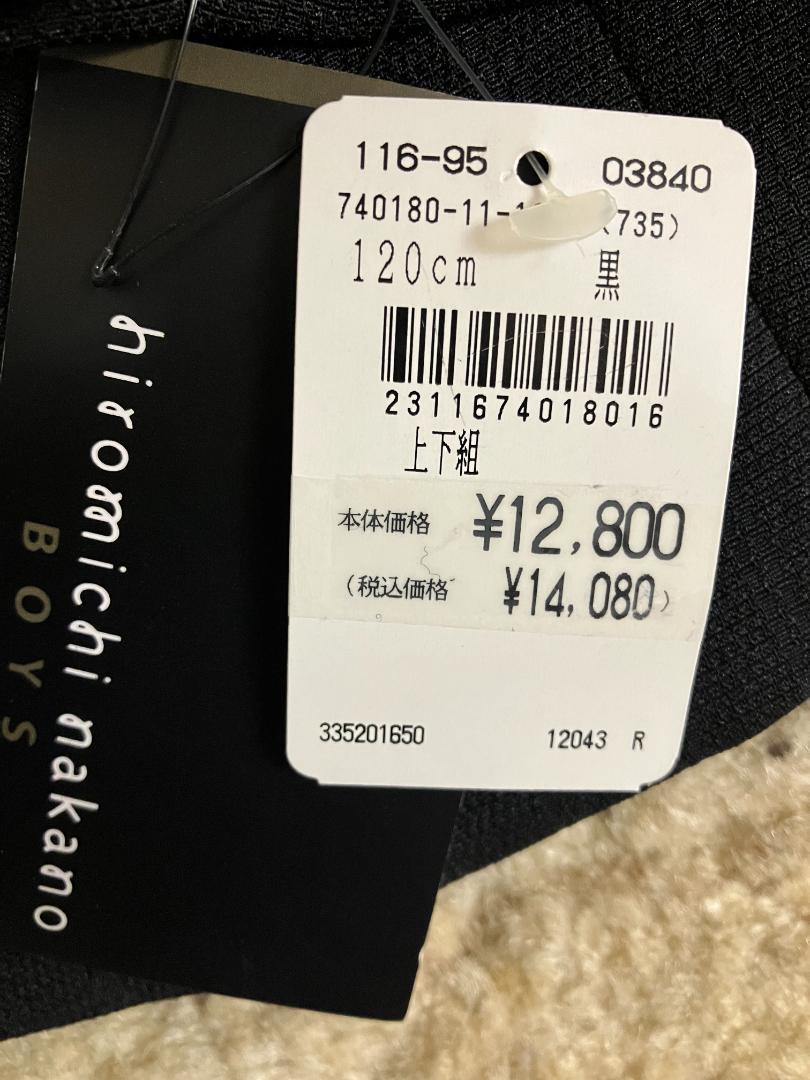 116-95 03840
740180-11- (735)
120cm 黒
2311674018016
上下組
本体価格 ¥12,800
(税込価格 ¥14,080)
335201650 12043 R
hiromichi nakano
BOYS